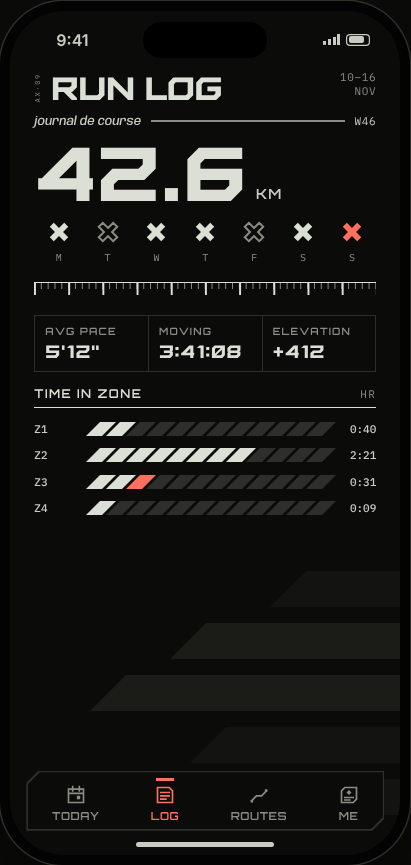 9:41
AX·09
RUN LOG
10–16
NOV
journal de course
W46
42.6 KM
M T W T F S S
AVG PACE MOVING ELEVATION
5'12" 3:41:08 +412
TIME IN ZONE HR
Z1 0:40
Z2 2:21
Z3 0:31
Z4 0:09
TODAY LOG ROUTES ME